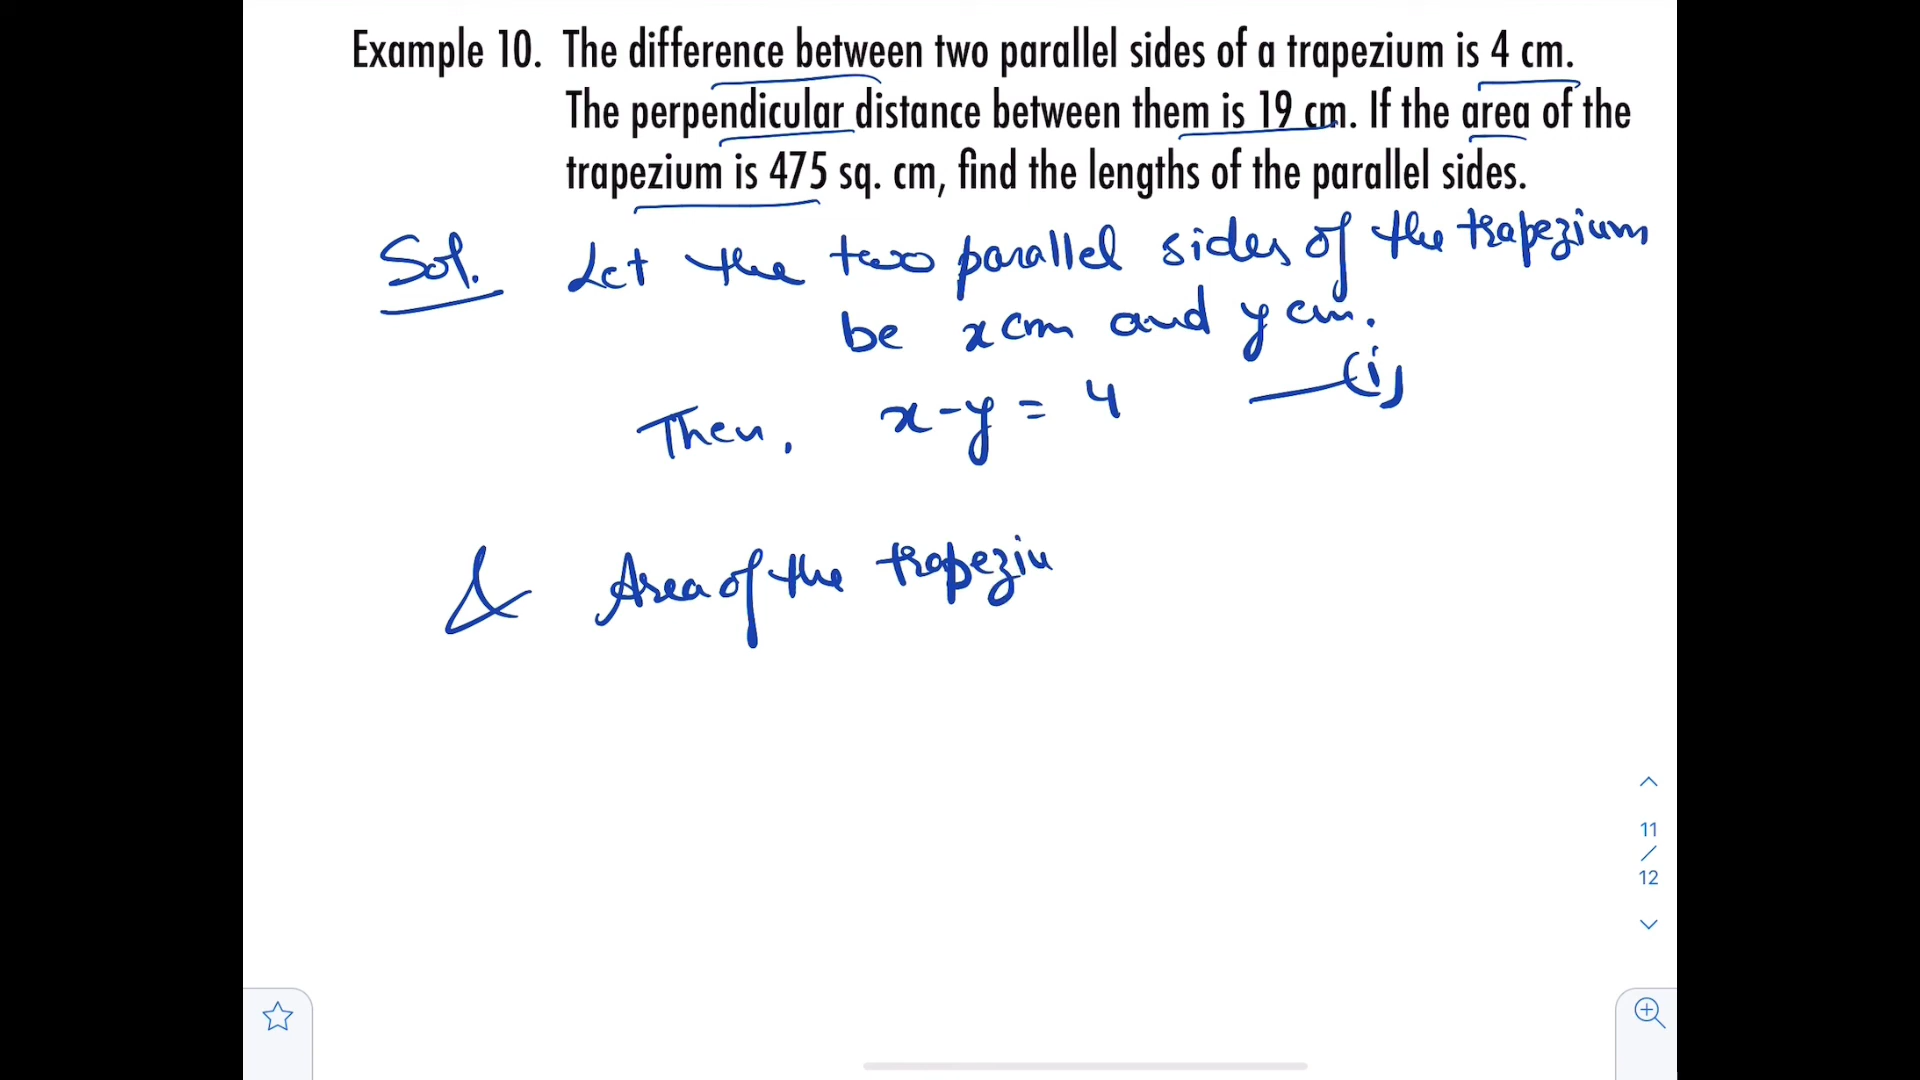 Example 10. The difference between two parallel sides of a trapezium is 4 cm.
The perpendicular distance between them is 19 cm. If the area of the
trapezium is 475 sq. cm, find the lengths of the parallel sides.
Sol. Let the two parallel sides of the trapezium
be x cm and y cm.
Then, x-y = 4 —(i)
& Area of the trapeziu
11
/
12